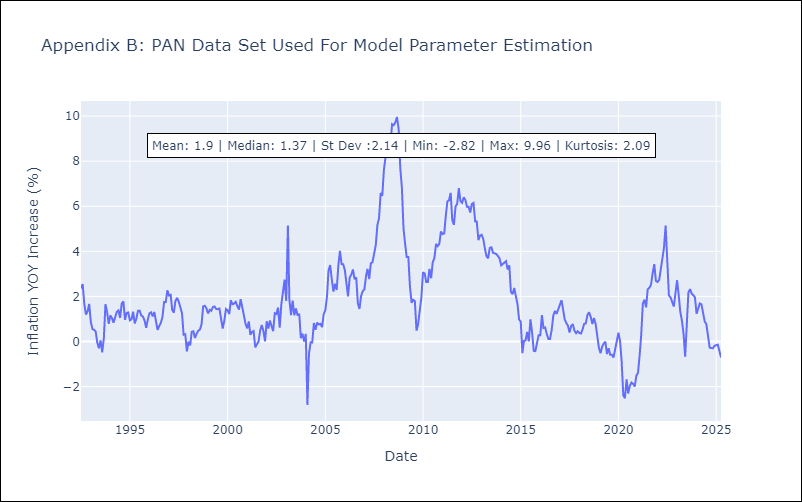 Appendix B: PAN Data Set Used For Model Parameter Estimation
10
Mean: 1.9 | Median: 1.37 | St Dev :2.14 | Min: -2.82 | Max: 9.96 | Kurtosis: 2.09
8
6
4
2
0
−2
Inflation YOY Increase (%)
1995 2000 2005 2010 2015 2020 2025
Date